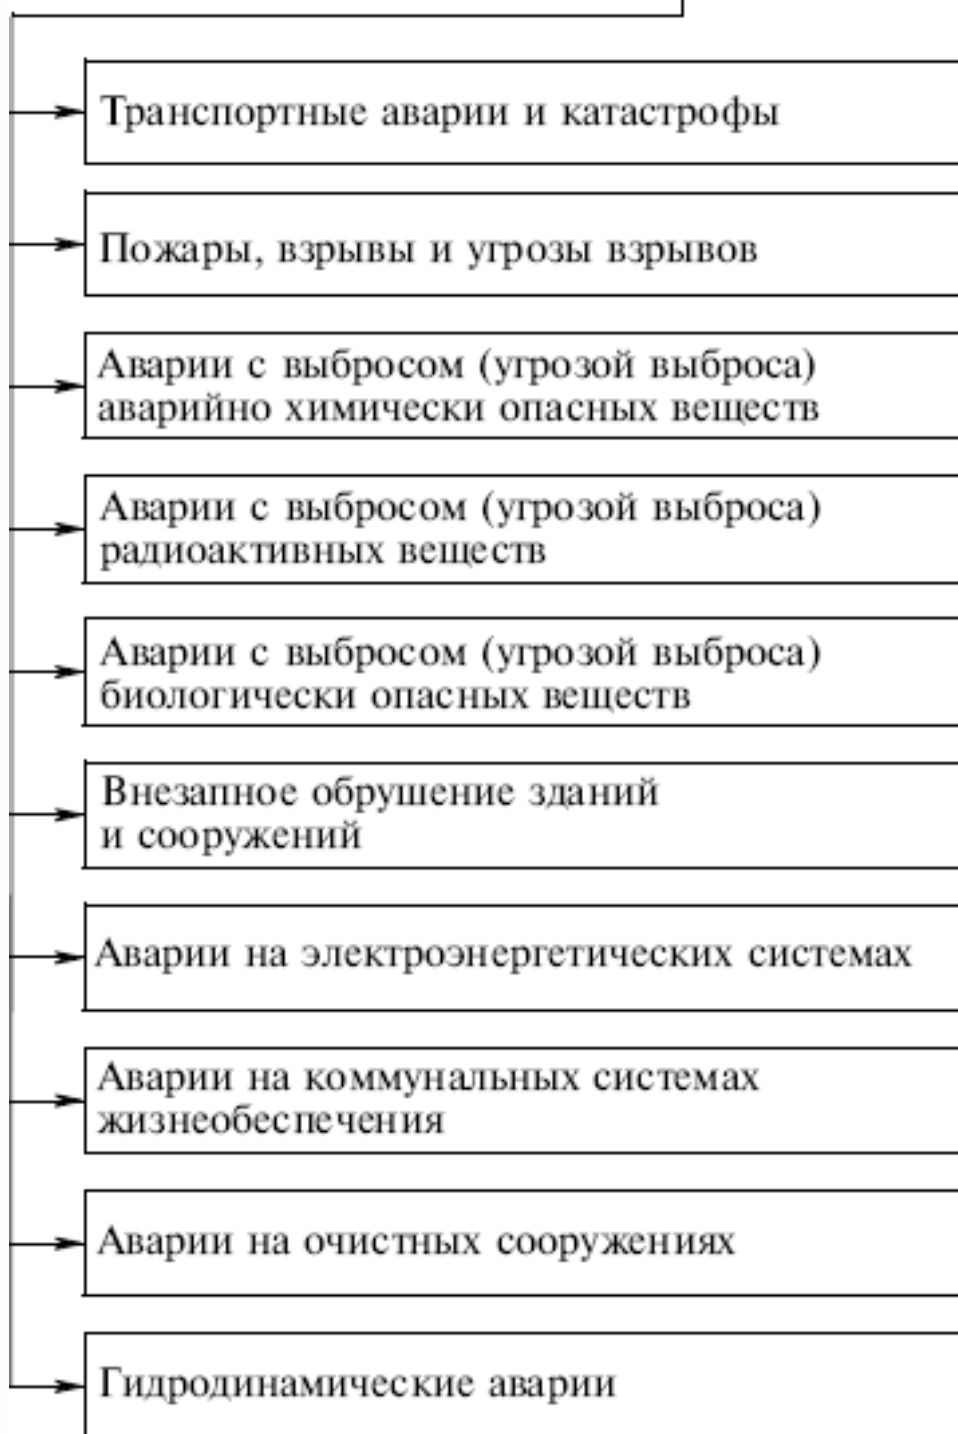 Транспортные аварии и катастрофы
Пожары, взрывы и угрозы взрывов
Аварии с выбросом (угрозой выброса)
аварийно химически опасных веществ
Аварии с выбросом (угрозой выброса)
радиоактивных веществ
Аварии с выбросом (угрозой выброса)
биологически опасных веществ
Внезапное обрушение зданий
и сооружений
Аварии на электроэнергетических системах
Аварии на коммунальных системах
жизнеобеспечения
Аварии на очистных сооружениях
Гидродинамические аварии